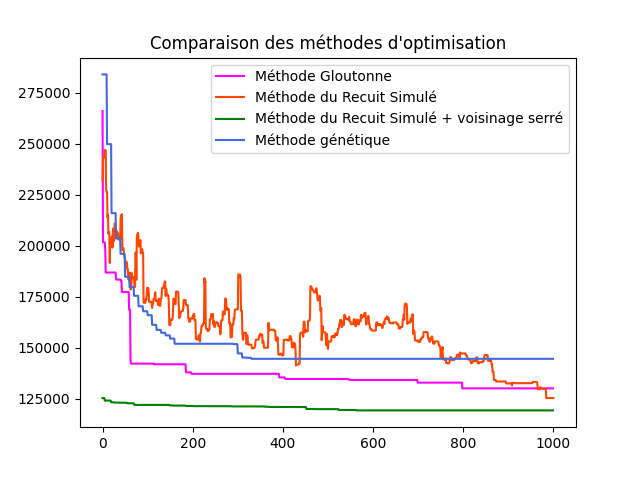 Comparaison des méthodes d'optimisation
Méthode Gloutonne
Méthode du Recuit Simulé
Méthode du Recuit Simulé + voisinage serré
Méthode génétique
275000
250000
225000
200000
175000
150000
125000
0 200 400 600 800 1000